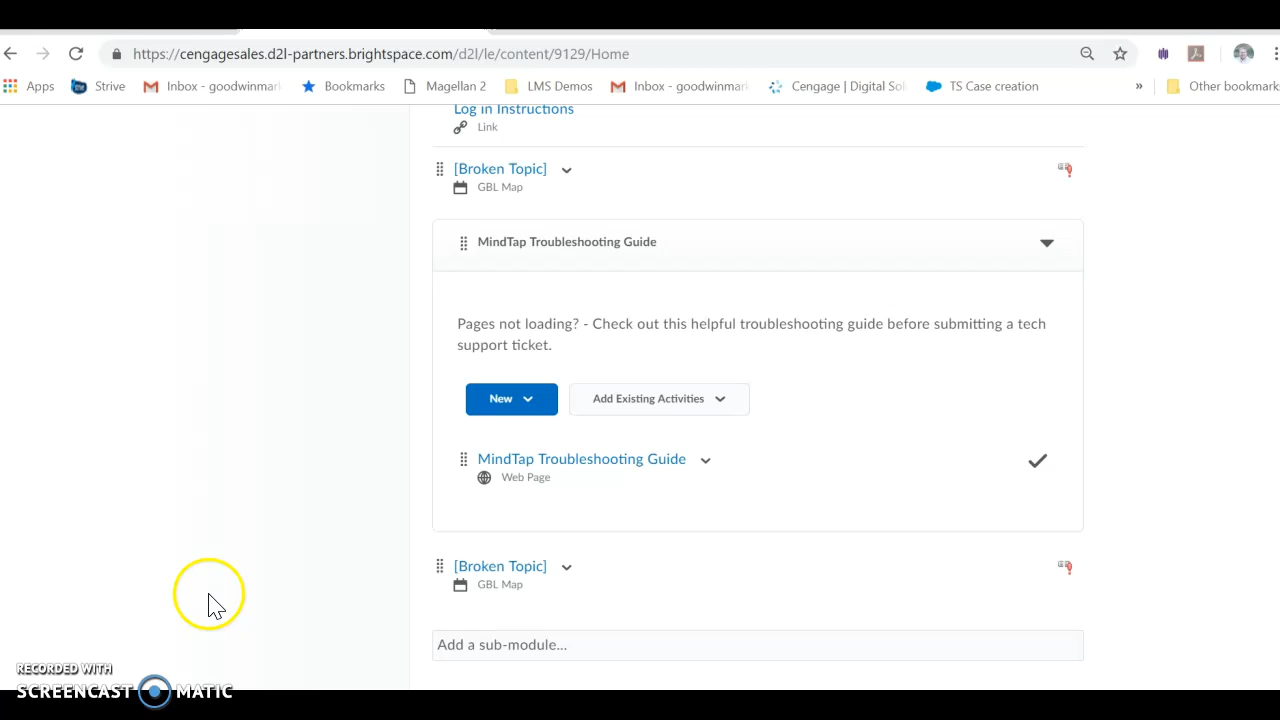 https://cengagesales.d2l-partners.brightspace.com/d2l/le/content/9129/Home
Apps Strive Inbox - goodwinmark Bookmarks Magellan 2 LMS Demos Inbox - goodwinmark Cengage | Digital Sol TS Case creation » Other bookmarks
Log in Instructions
Link
[Broken Topic]
GBL Map
MindTap Troubleshooting Guide
Pages not loading? - Check out this helpful troubleshooting guide before submitting a tech
support ticket.
New Add Existing Activities
MindTap Troubleshooting Guide
Web Page
[Broken Topic]
GBL Map
Add a sub-module...
RECORDED WITH
SCREENCAST MATIC